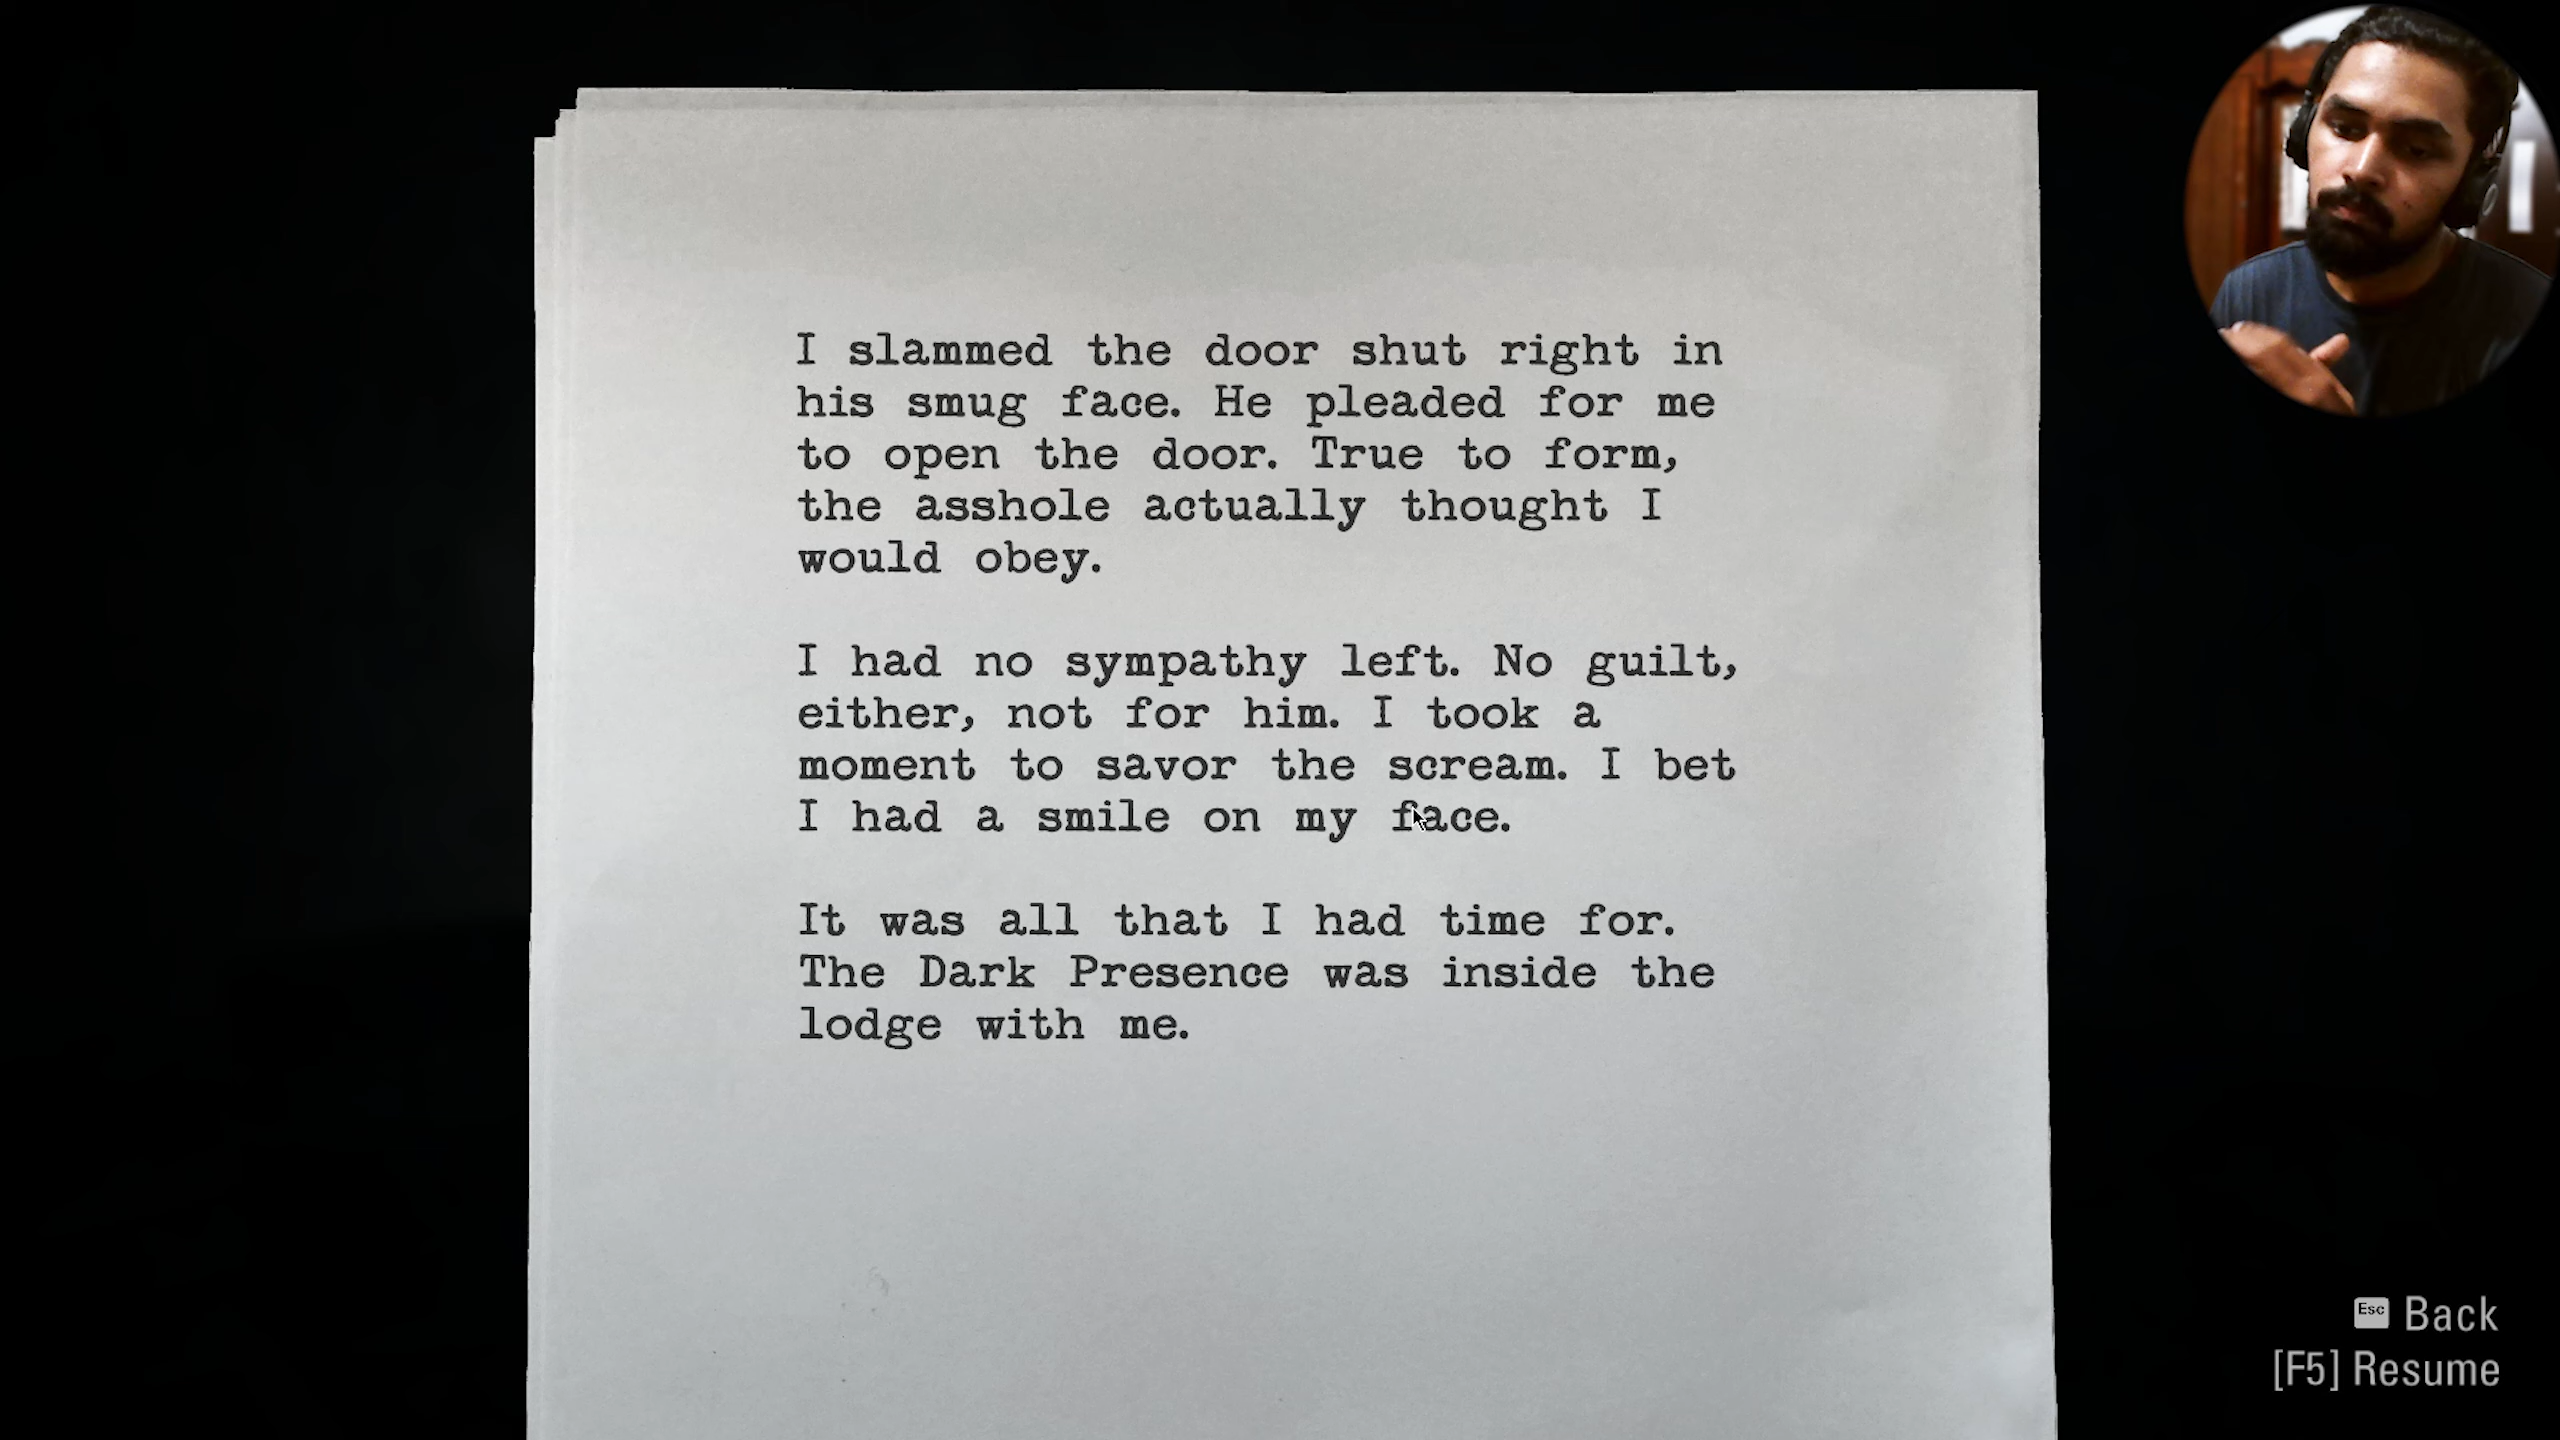 I slammed the door shut right in
his smug face. He pleaded for me
to open the door. True to form,
the asshole actually thought I
would obey.
I had no sympathy left. No guilt,
either, not for him. I took a
moment to savor the scream. I bet
I had a smile on my face.
It was all that I had time for.
The Dark Presence was inside the
lodge with me.
Esc Back
[F5] Resume